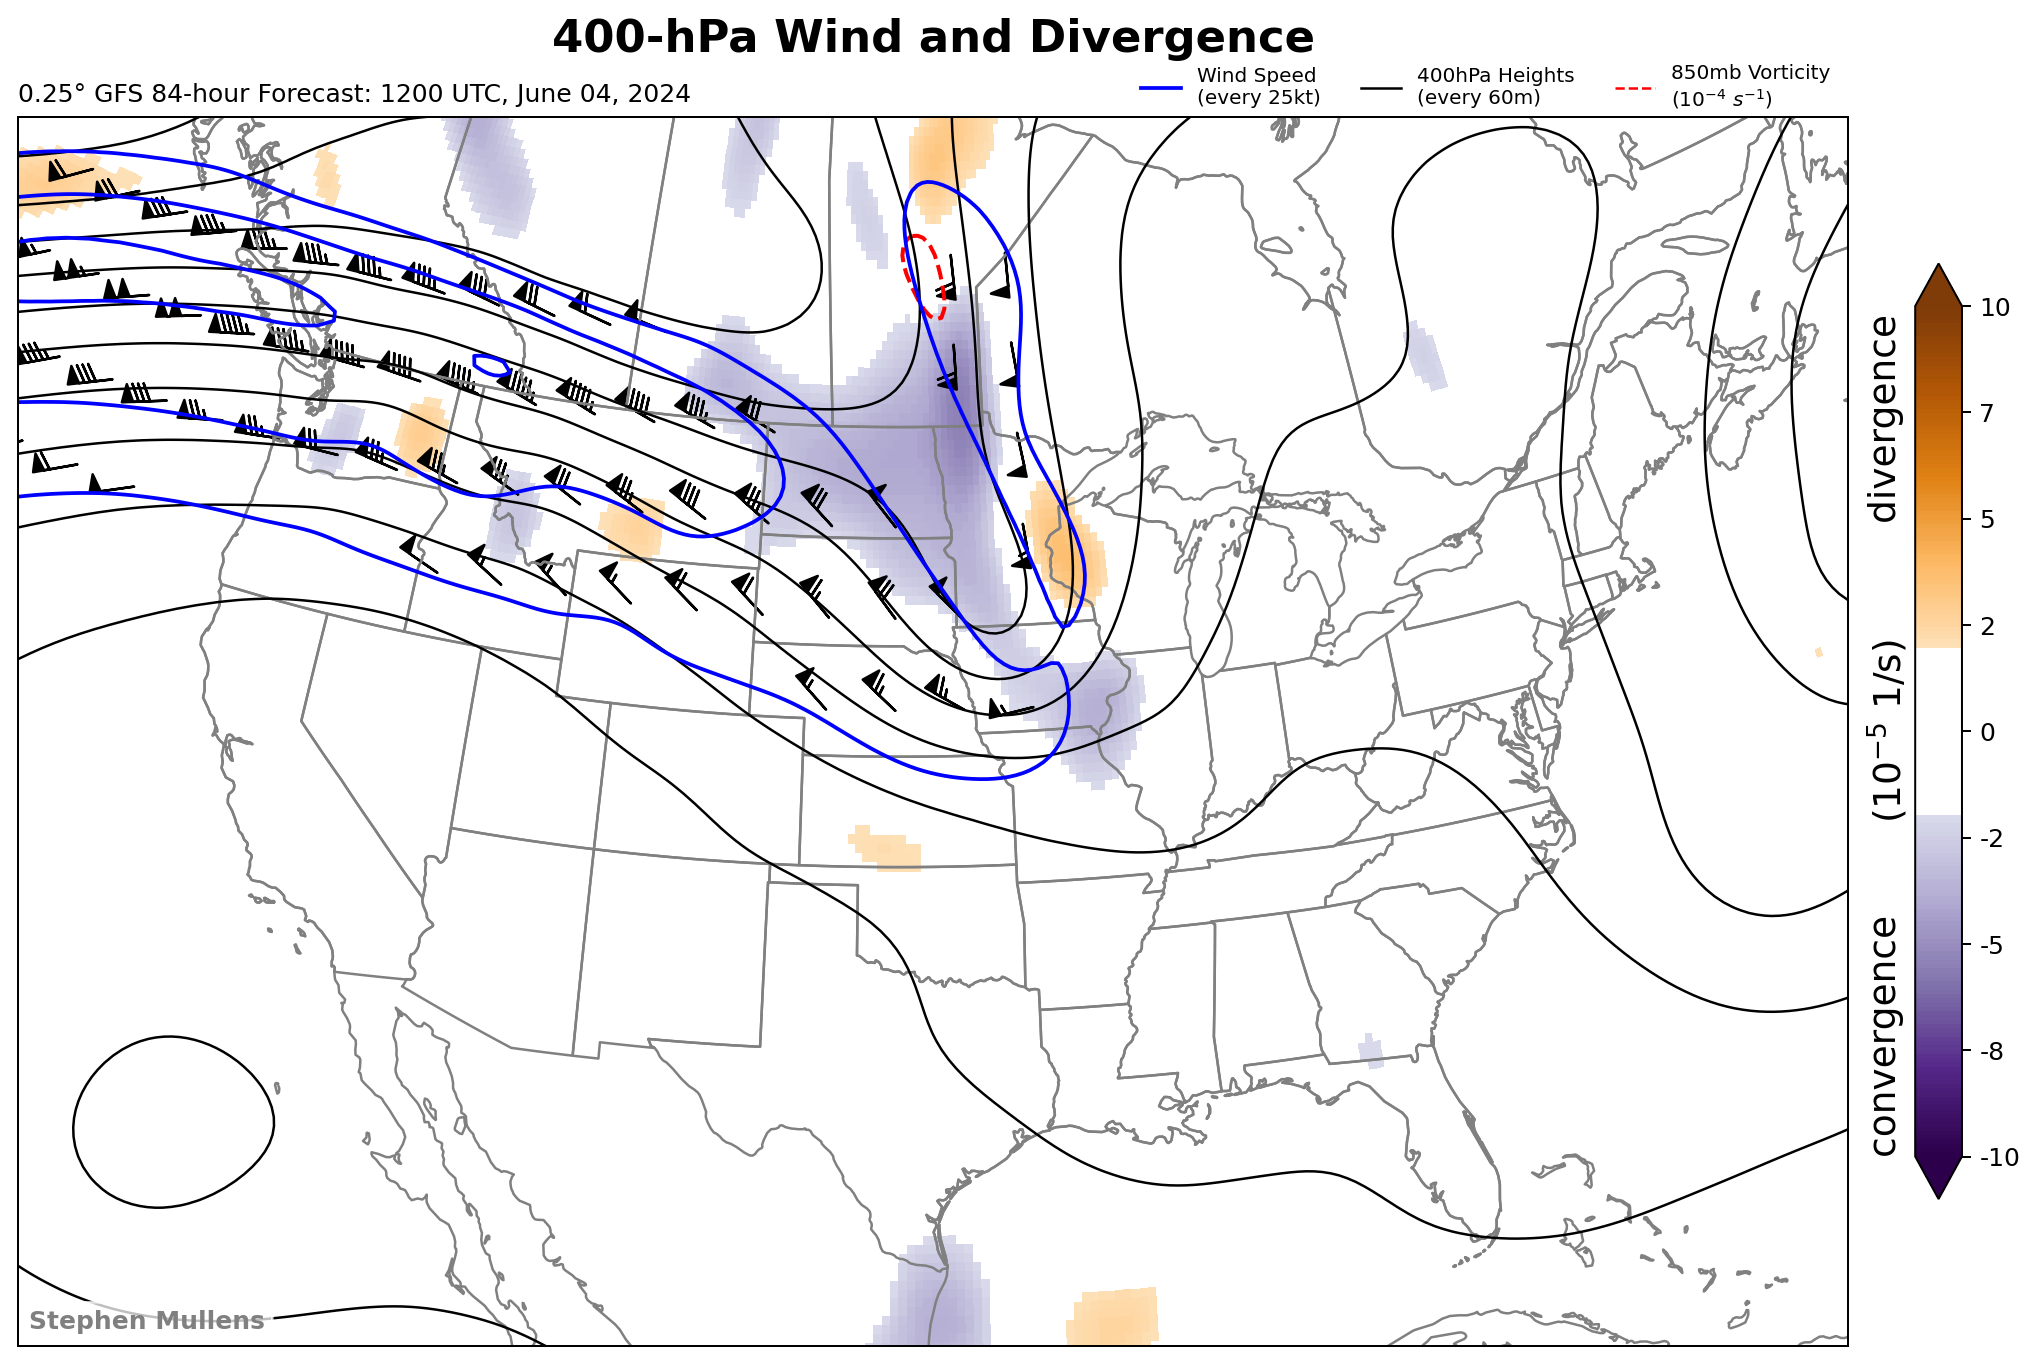 400-hPa Wind and Divergence
0.25° GFS 84-hour Forecast: 1200 UTC, June 04, 2024
Wind Speed
(every 25kt)
400hPa Heights
(every 60m)
850mb Vorticity
(10⁻⁴ s⁻¹)
convergence (10⁻⁵ 1/s) divergence
10
7
5
2
0
-2
-5
-8
-10
Stephen Mullens